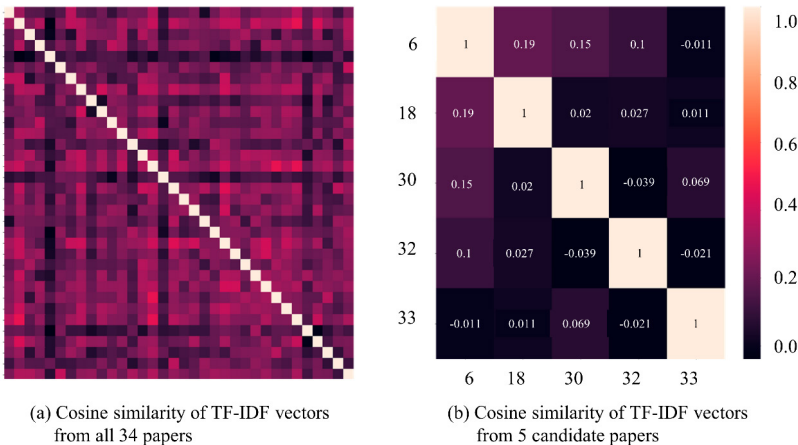 6 1 0.19 0.15 0.1 -0.011
18 0.19 1 0.02 0.027 0.011
30 0.15 0.02 1 -0.039 0.069
32 0.1 0.027 -0.039 1 -0.021
33 -0.011 0.011 0.069 -0.021 1
6 18 30 32 33
1.0
0.8
0.6
0.4
0.2
0.0
(a) Cosine similarity of TF-IDF vectors
from all 34 papers
(b) Cosine similarity of TF-IDF vectors
from 5 candidate papers